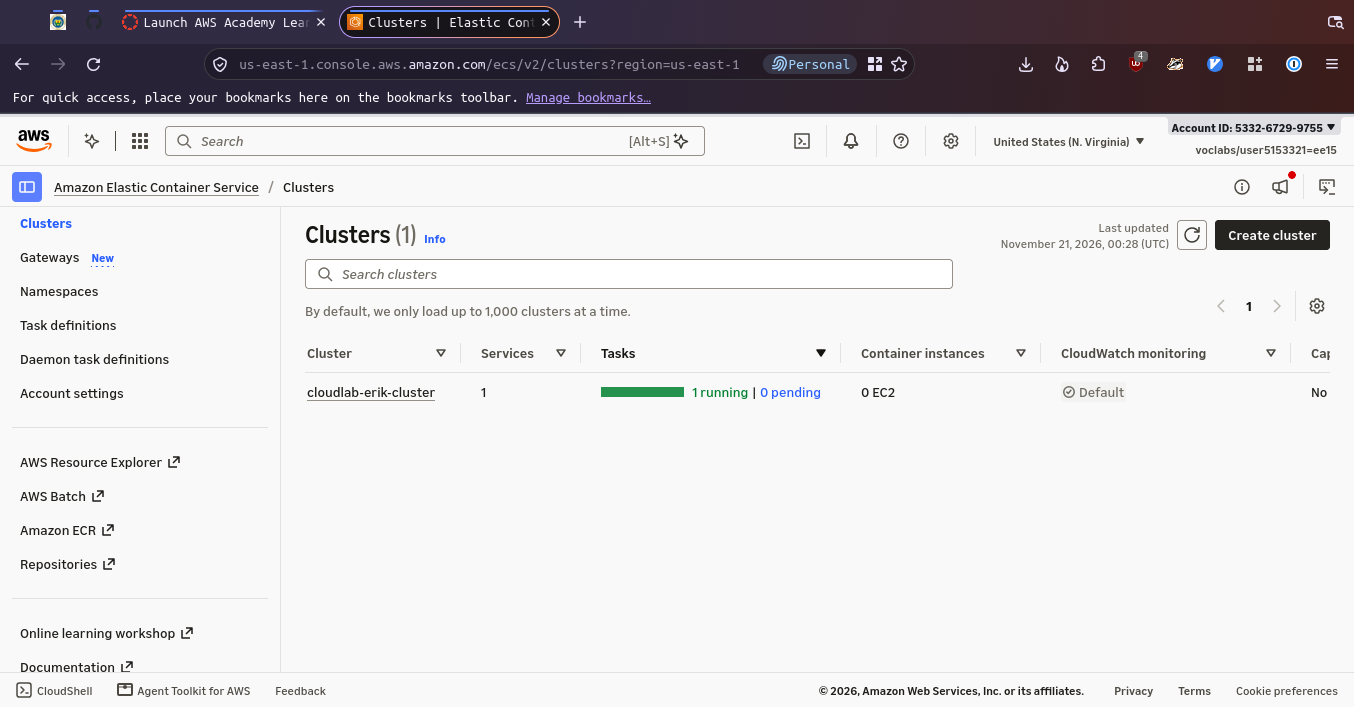 Launch AWS Academy Lear
Clusters | Elastic Cont
us-east-1.console.aws.amazon.com/ecs/v2/clusters?region=us-east-1
Personal
4
For quick access, place your bookmarks here on the bookmarks toolbar. Manage bookmarks…
aws
Search
[Alt+S]
United States (N. Virginia)
Account ID: 5332-6729-9755
voclabs/user5153321=ee15
Amazon Elastic Container Service / Clusters
Clusters
Gateways New
Namespaces
Task definitions
Daemon task definitions
Account settings
AWS Resource Explorer
AWS Batch
Amazon ECR
Repositories
Online learning workshop
Documentation
Clusters (1) Info
Last updated
November 21, 2026, 00:28 (UTC)
Create cluster
Search clusters
By default, we only load up to 1,000 clusters at a time.
1
Cluster Services Tasks Container instances CloudWatch monitoring Cap
cloudlab-erik-cluster 1 1 running | 0 pending 0 EC2 Default No
CloudShell Agent Toolkit for AWS Feedback
© 2026, Amazon Web Services, Inc. or its affiliates. Privacy Terms Cookie preferences